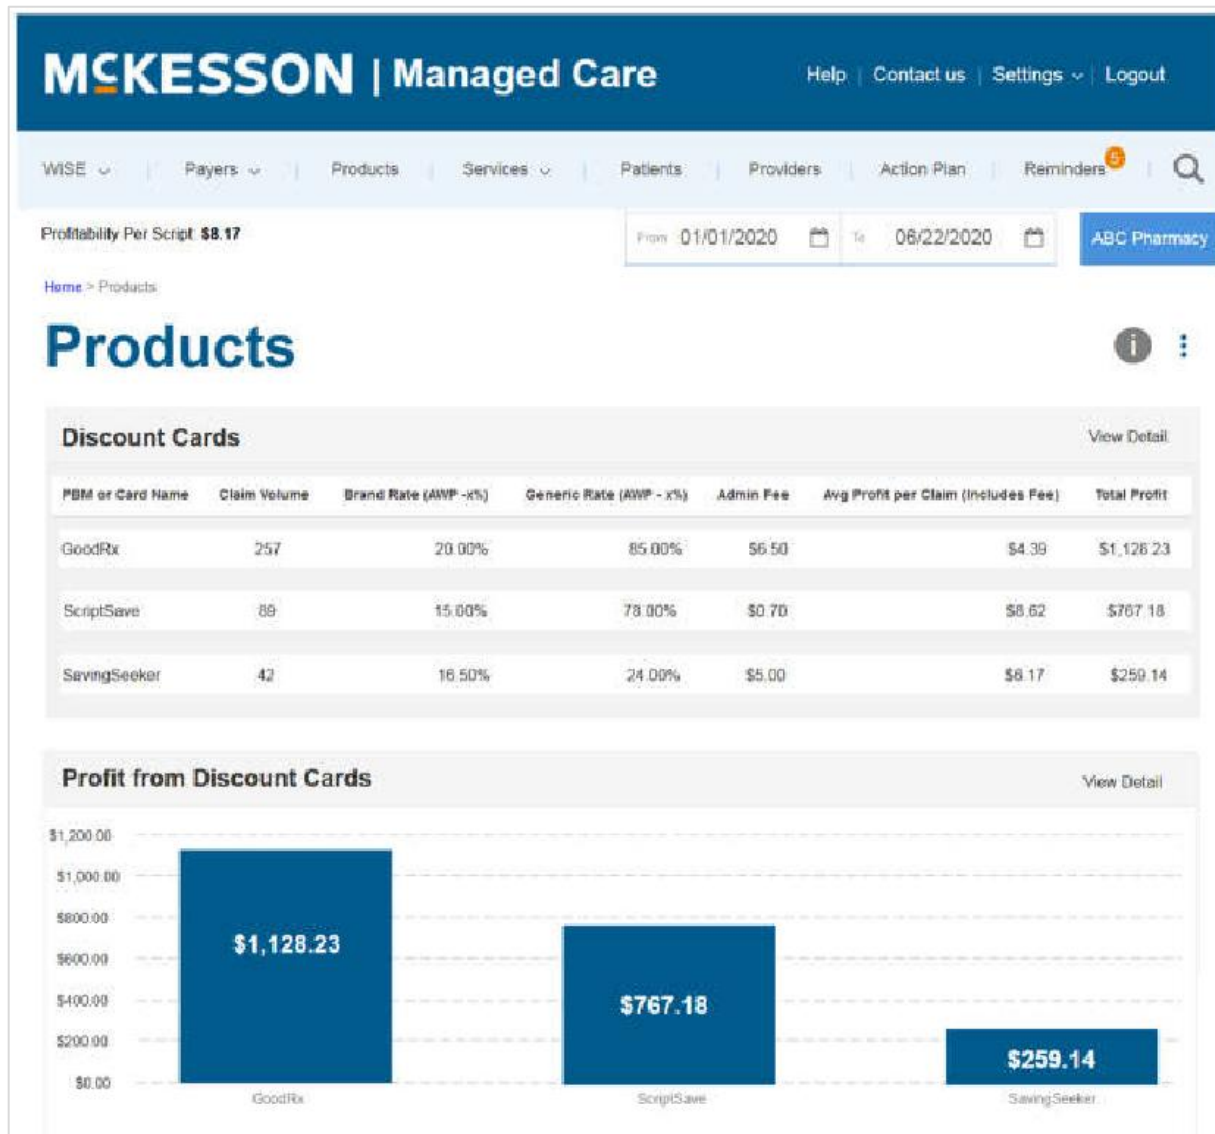 MCKESSON | Managed Care Help | Contact us | Settings | Logout
WISE | Payers | Products | Services | Patients | Providers | Action Plan | Reminders 5
Profitability Per Script $8.17 From 01/01/2020 To 06/22/2020 ABC Pharmacy
Home > Products
Products
Discount Cards View Detail
PBM or Card Name Claim Volume Brand Rate (AWP -x%) Generic Rate (AWP - x%) Admin Fee Avg Profit per Claim (Includes Fee) Total Profit
GoodRx 257 20.00% 85.00% $6.50 $4.39 $1,128.23
ScriptSave 89 15.00% 78.00% $0.70 $8.62 $767.18
SavingSeeker 42 16.50% 24.00% $5.00 $6.17 $259.14
Profit from Discount Cards View Detail
$1,200.00
$1,000.00
$800.00
$1,128.23
$600.00
$400.00
$767.18
$200.00
$259.14
$0.00
GoodRx ScriptSave SavingSeeker